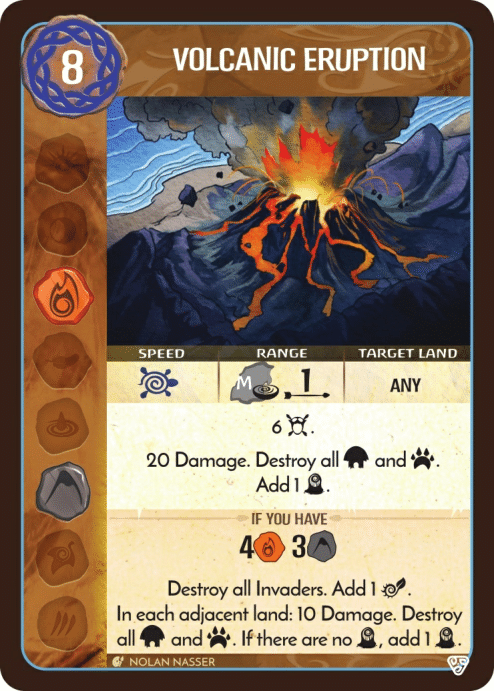 8
VOLCANIC ERUPTION
SPEED RANGE TARGET LAND
M 1 ANY
6 .
20 Damage. Destroy all and .
Add 1 .
IF YOU HAVE
4 3
Destroy all Invaders. Add 1 .
In each adjacent land: 10 Damage. Destroy
all and . If there are no , add 1 .
NOLAN NASSER